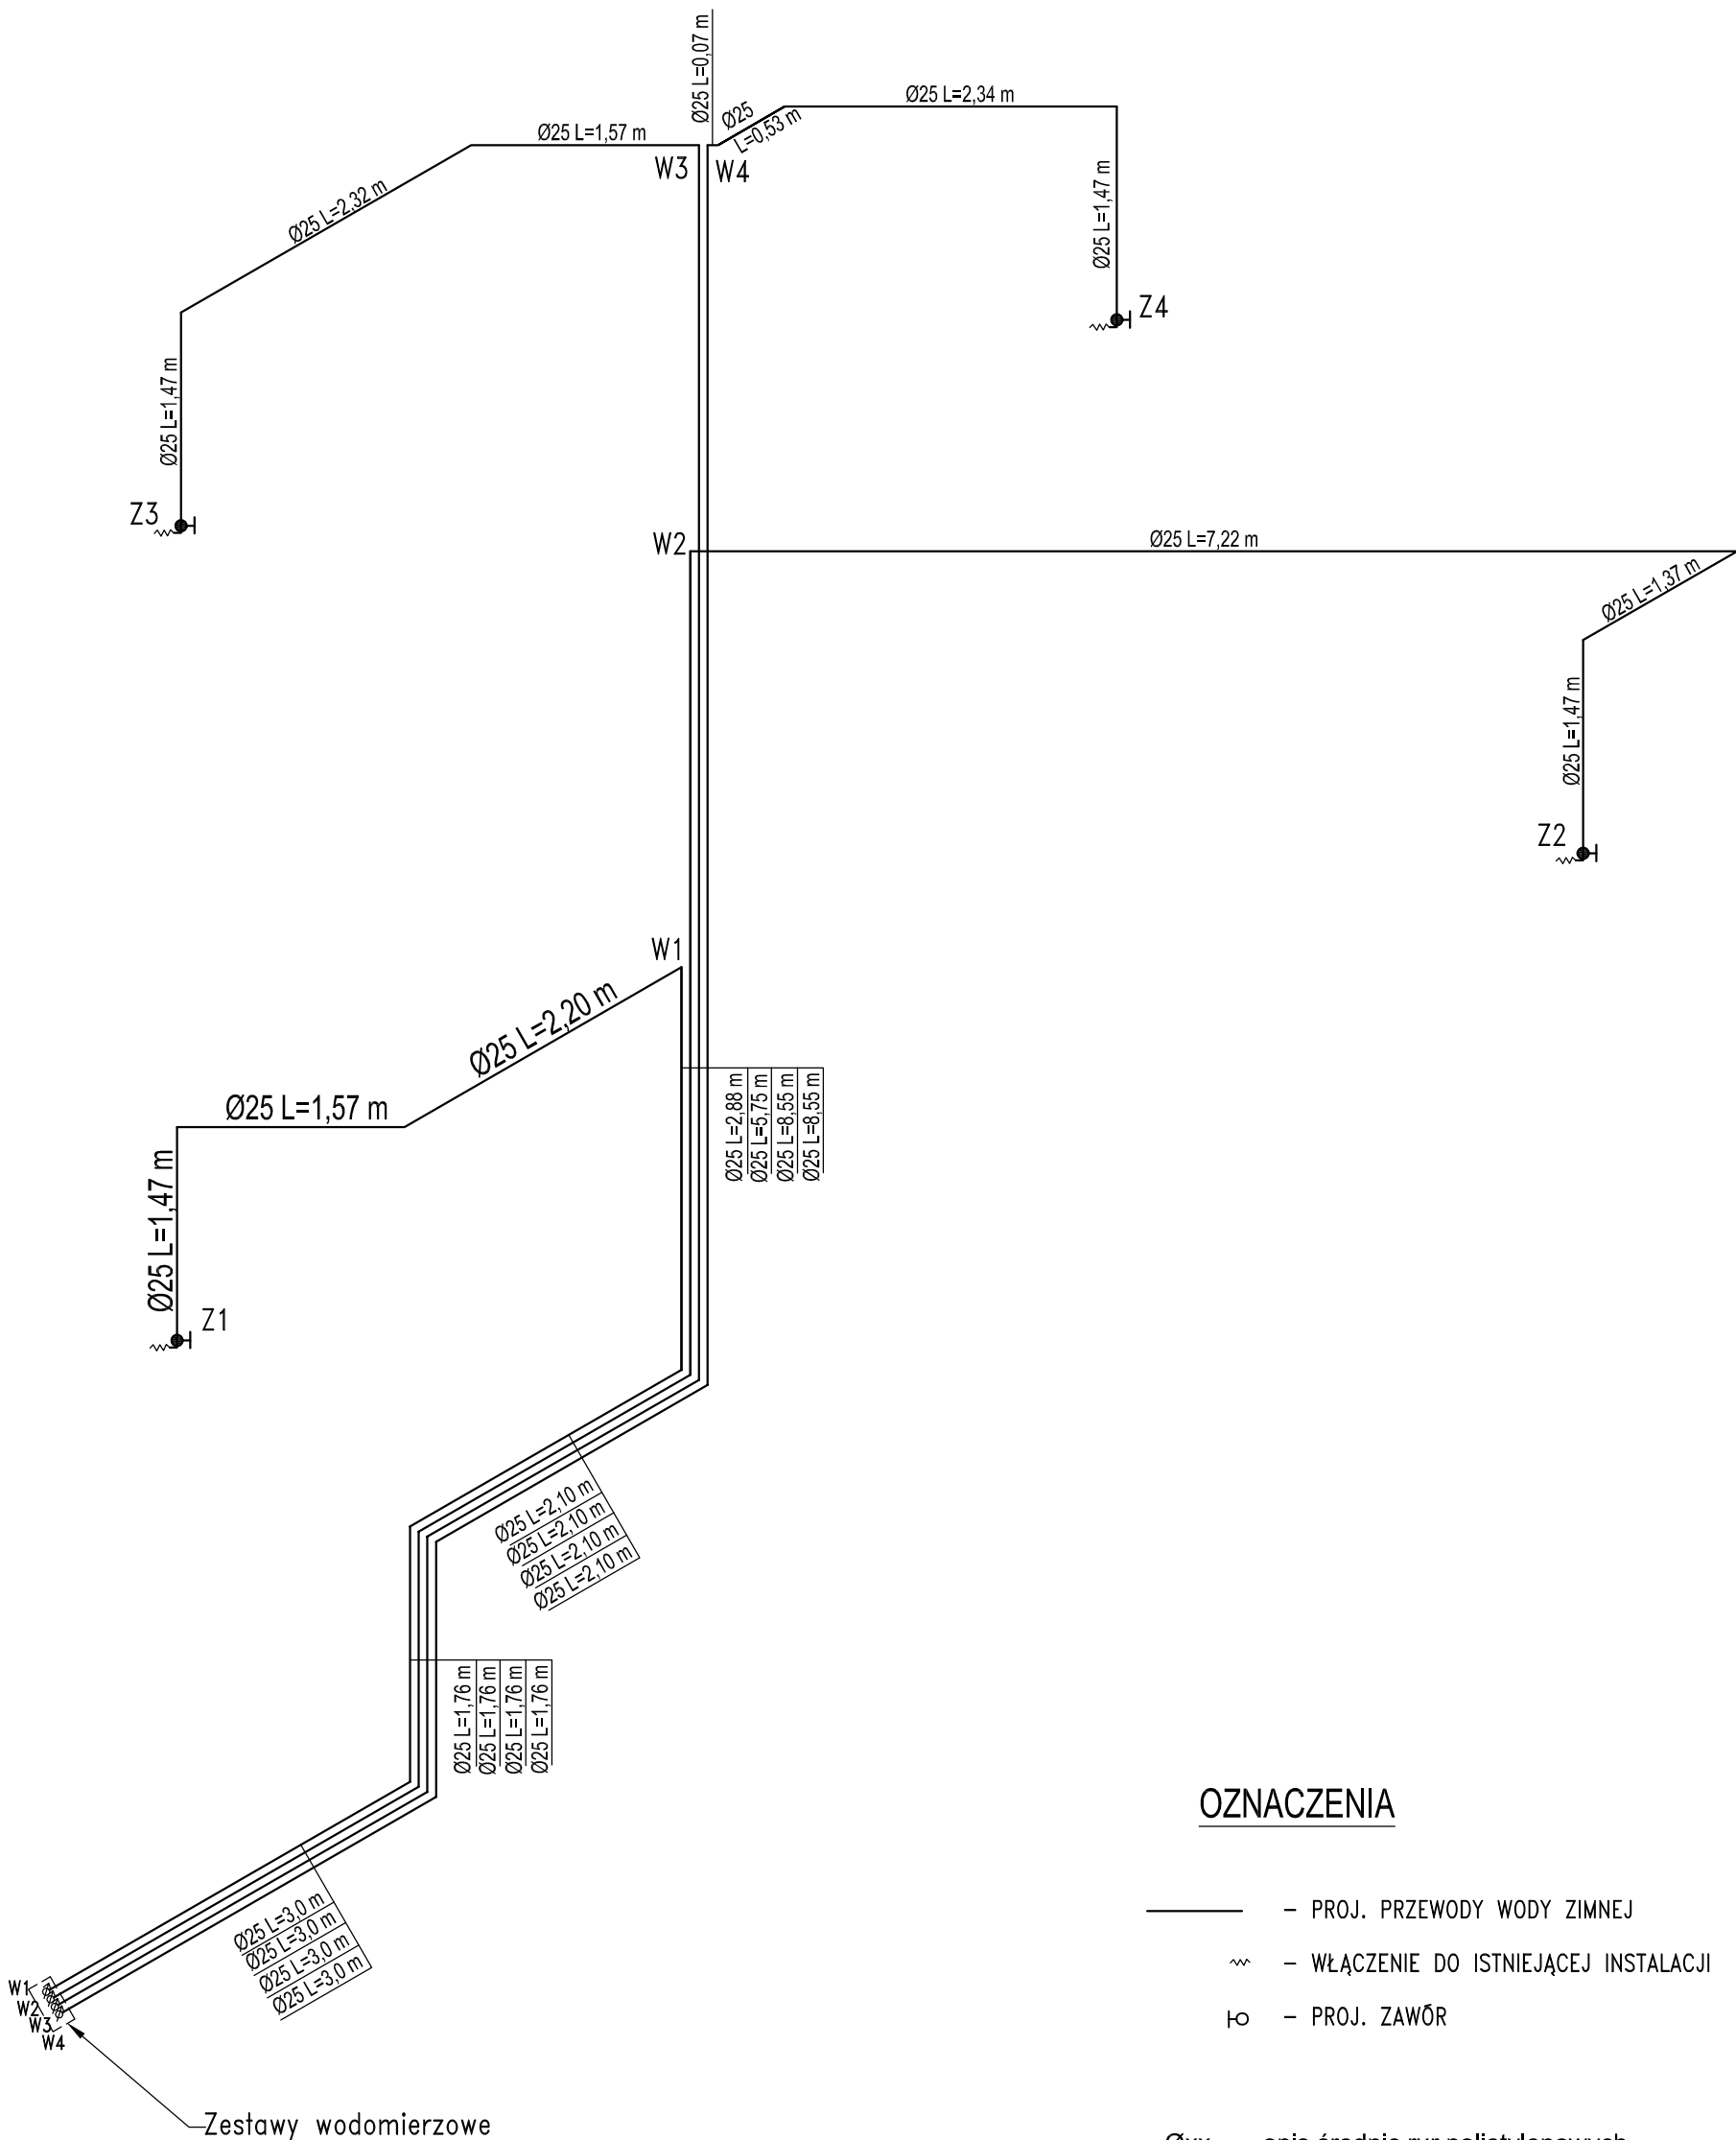 Ø25 L=0,07 m
Ø25 L=2,34 m
Ø25
L=0,53 m
Ø25 L=1,57 m
W3
W4
Ø25 L=2,32 m
Ø25 L=1,47 m
Z4
Ø25 L=1,47 m
Z3
W2
Ø25 L=7,22 m
Ø25 L=1,37 m
Ø25 L=1,47 m
Z2
W1
Ø25 L=2,20 m
Ø25 L=1,57 m
Ø25 L=2,88 m
Ø25 L=5,75 m
Ø25 L=8,55 m
Ø25 L=8,55 m
Ø25 L=1,47 m
Z1
Ø25 L=2,10 m
Ø25 L=2,10 m
Ø25 L=2,10 m
Ø25 L=2,10 m
Ø25 L=1,76 m
Ø25 L=1,76 m
Ø25 L=1,76 m
Ø25 L=1,76 m
Ø25 L=3,0 m
Ø25 L=3,0 m
Ø25 L=3,0 m
Ø25 L=3,0 m
W1
W2
W3
W4
Zestawy wodomierzowe
OZNACZENIA
– PROJ. PRZEWODY WODY ZIMNEJ
– WŁĄCZENIE DO ISTNIEJĄCEJ INSTALACJI
– PROJ. ZAWÓR